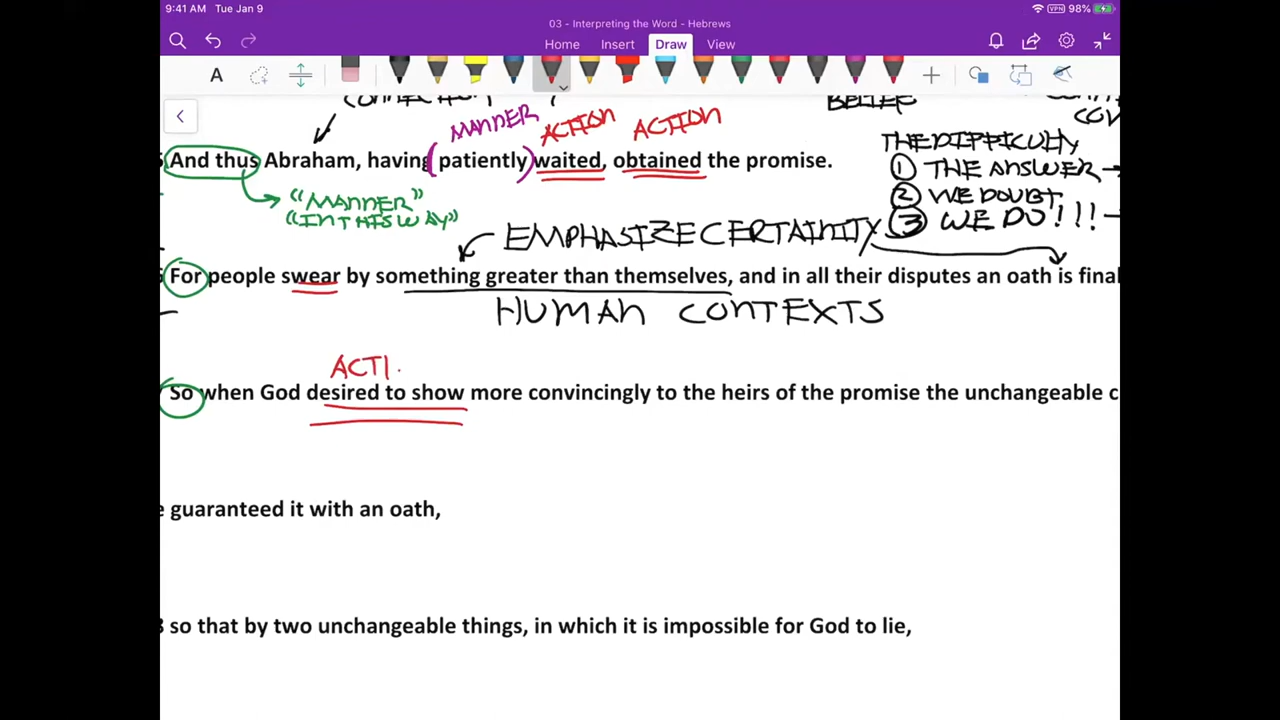 9:41 AM Tue Jan 9
98%
03 - Interpreting the Word - Hebrews
Home Insert Draw View
VPN
A
BELIEF
MANNER ACTION ACTION
THE DIFFICULTY
And thus Abraham, having (patiently) waited, obtained the promise.
① THE ANSWER
"MANNER"
② WE DOUBT
"IN THIS WAY"
③ WE DO!!!
EMPHASIZE CERTAINITY
For people swear by something greater than themselves, and in all their disputes an oath is final
HUMAN CONTEXTS
ACTI
So when God desired to show more convincingly to the heirs of the promise the unchangeable c
e guaranteed it with an oath,
so that by two unchangeable things, in which it is impossible for God to lie,